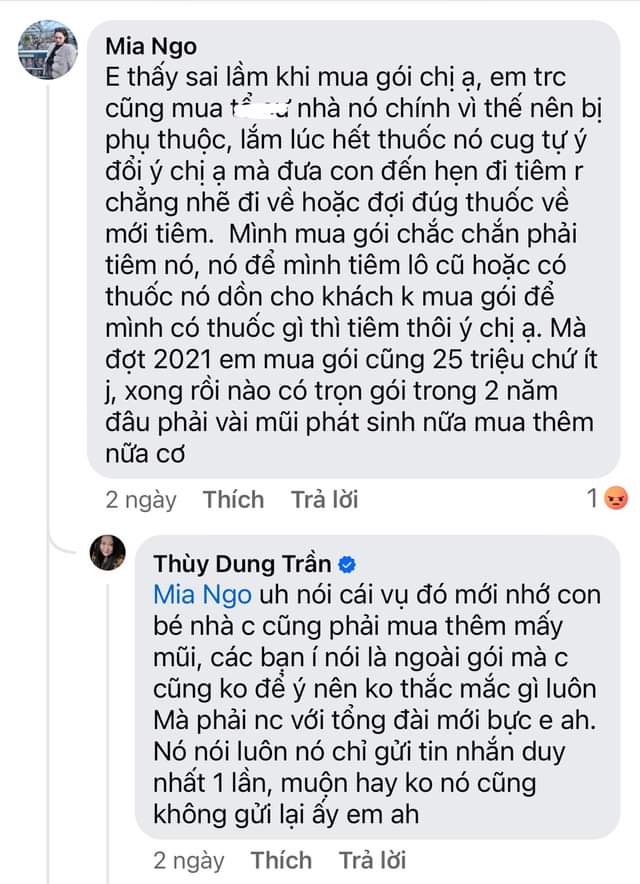 Mia Ngo
E thấy sai lầm khi mua gói chị ạ, em trc
cũng mua nhà nó chính vì thế nên bị
phụ thuộc, lắm lúc hết thuốc nó cug tự ý
đổi ý chị ạ mà đưa con đến hẹn đi tiêm r
chẳng nhẽ đi về hoặc đợi đúg thuốc về
mới tiêm. Mình mua gói chắc chắn phải
tiêm nó, nó để mình tiêm lô cũ hoặc có
thuốc nó dồn cho khách k mua gói để
mình có thuốc gì thì tiêm thôi ý chị ạ. Mà
đợt 2021 em mua gói cũng 25 triệu chứ ít
j, xong rồi nào có trọn gói trong 2 năm
đâu phải vài mũi phát sinh nữa mua thêm
nữa cơ
2 ngày Thích Trả lời 1
Thùy Dung Trần
Mia Ngo uh nói cái vụ đó mới nhớ con
bé nhà c cũng phải mua thêm mấy
mũi, các bạn í nói là ngoài gói mà c
cũng ko để ý nên ko thắc mắc gì luôn
Mà phải nc với tổng đài mới bực e ah.
Nó nói luôn nó chỉ gửi tin nhắn duy
nhất 1 lần, muộn hay ko nó cũng
không gửi lại ấy em ah
2 ngày Thích Trả lời